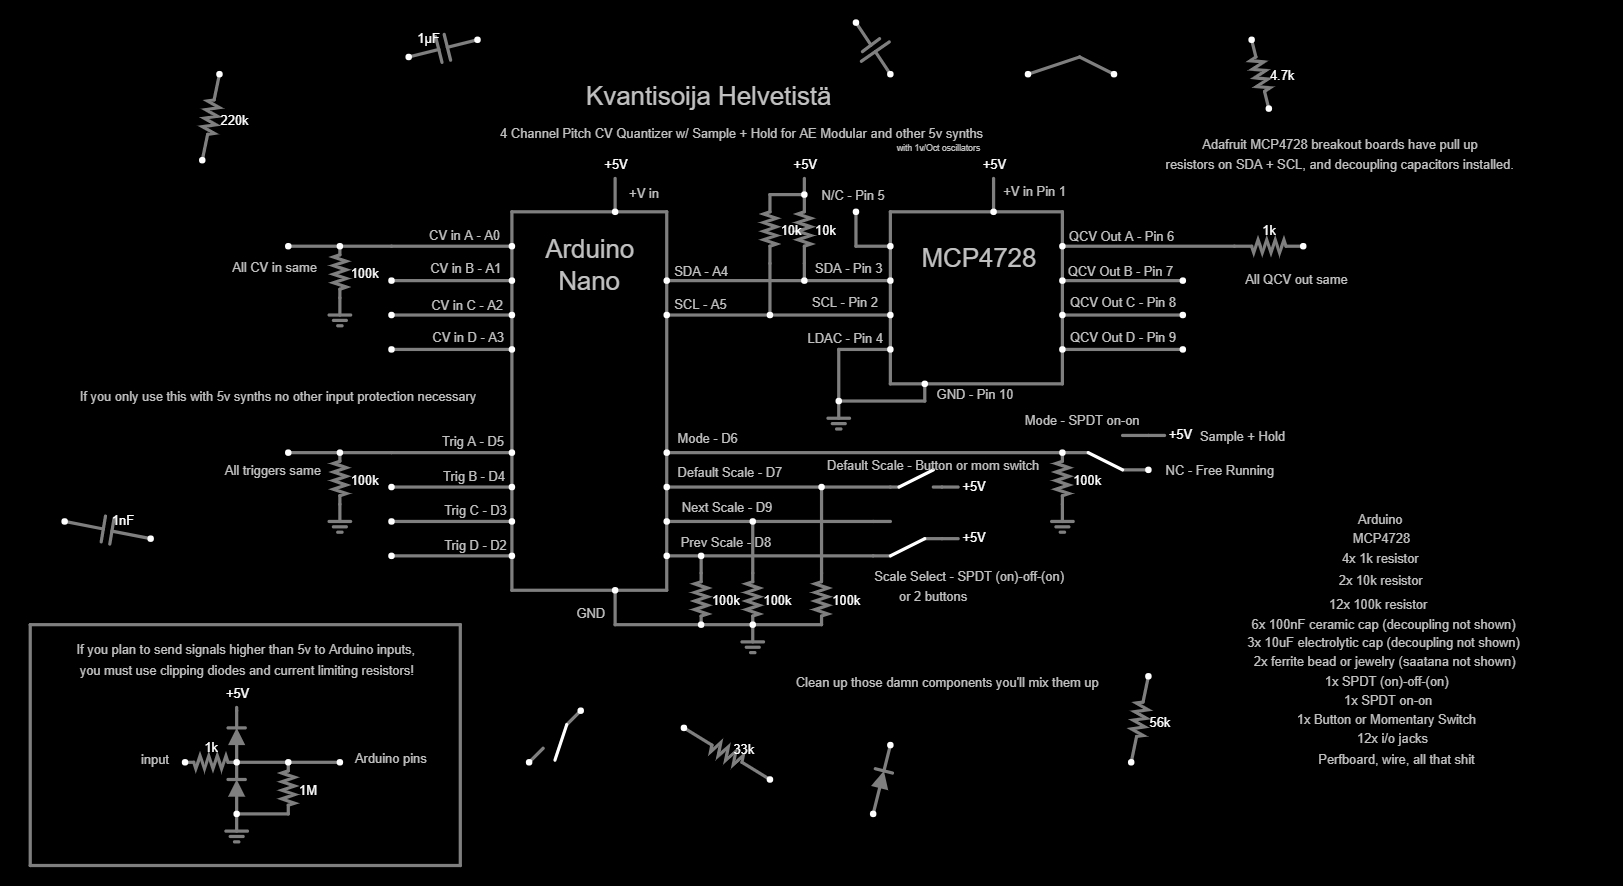 1µF
4.7k
220k
Kvantisoija Helvetistä
4 Channel Pitch CV Quantizer w/ Sample + Hold for AE Modular and other 5v synths
with 1v/Oct oscillators
Adafruit MCP4728 breakout boards have pull up
resistors on SDA + SCL, and decoupling capacitors installed.
+5V
+V in
+5V
+5V
+V in Pin 1
N/C - Pin 5
10k
10k
Arduino
Nano
MCP4728
CV in A - A0
CV in B - A1
CV in C - A2
CV in D - A3
All CV in same
100k
SDA - A4
SCL - A5
SDA - Pin 3
SCL - Pin 2
LDAC - Pin 4
GND - Pin 10
QCV Out A - Pin 6
QCV Out B - Pin 7
QCV Out C - Pin 8
QCV Out D - Pin 9
1k
All QCV out same
If you only use this with 5v synths no other input protection necessary
Trig A - D5
Trig B - D4
Trig C - D3
Trig D - D2
All triggers same
100k
1nF
Mode - D6
Default Scale - D7
Next Scale - D9
Prev Scale - D8
Mode - SPDT on-on
+5V
Sample + Hold
NC - Free Running
100k
Default Scale - Button or mom switch
+5V
+5V
Scale Select - SPDT (on)-off-(on)
or 2 buttons
100k
100k
100k
GND
If you plan to send signals higher than 5v to Arduino inputs,
you must use clipping diodes and current limiting resistors!
+5V
1k
input
Arduino pins
1M
Clean up those damn components you'll mix them up
33k
56k
Arduino
MCP4728
4x 1k resistor
2x 10k resistor
12x 100k resistor
6x 100nF ceramic cap (decoupling not shown)
3x 10uF electrolytic cap (decoupling not shown)
2x ferrite bead or jewelry (saatana not shown)
1x SPDT (on)-off-(on)
1x SPDT on-on
1x Button or Momentary Switch
12x i/o jacks
Perfboard, wire, all that shit